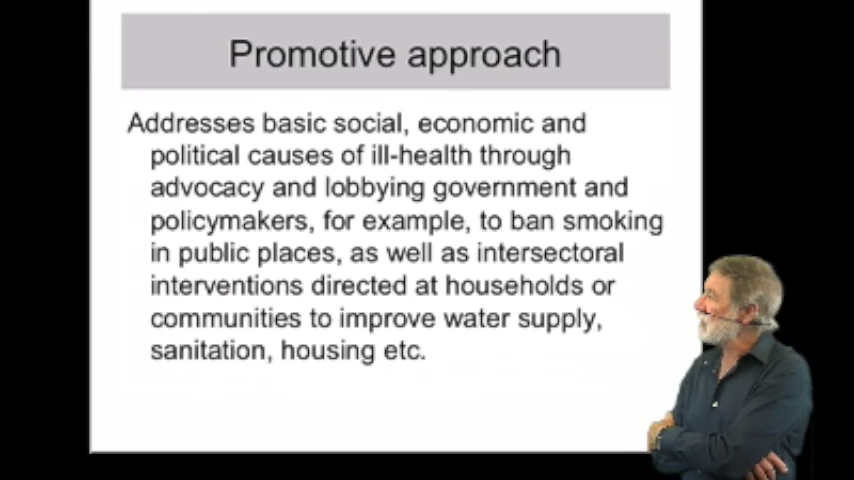 Promotive approach
Addresses basic social, economic and
political causes of ill-health through
advocacy and lobbying government and
policymakers, for example, to ban smoking
in public places, as well as intersectoral
interventions directed at households or
communities to improve water supply,
sanitation, housing etc.